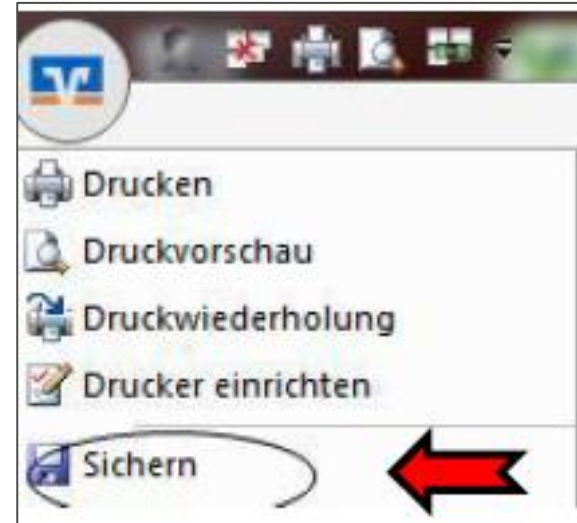 Drucken
Druckvorschau
Druckwiederholung
Drucker einrichten
Sichern